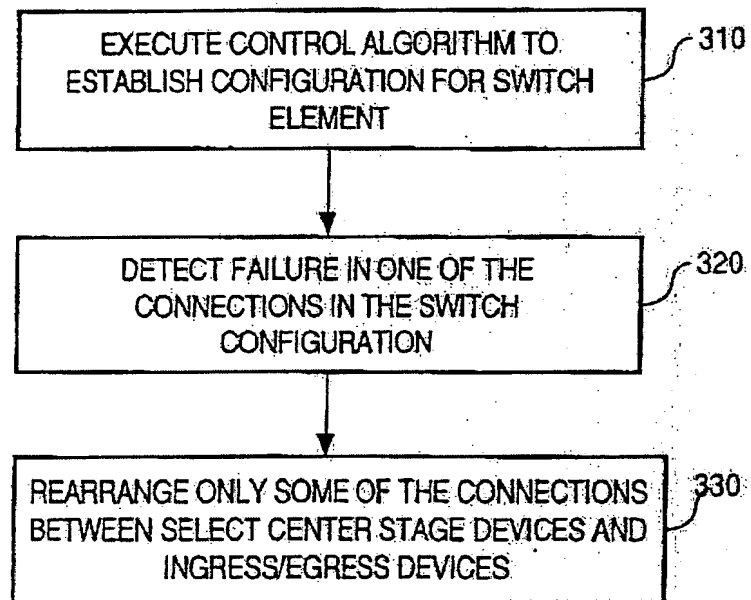 EXECUTE CONTROL ALGORITHM TO
ESTABLISH CONFIGURATION FOR SWITCH
ELEMENT
310
DETECT FAILURE IN ONE OF THE
CONNECTIONS IN THE SWITCH
CONFIGURATION
320
REARRANGE ONLY SOME OF THE CONNECTIONS
BETWEEN SELECT CENTER STAGE DEVICES AND
INGRESS/EGRESS DEVICES
330